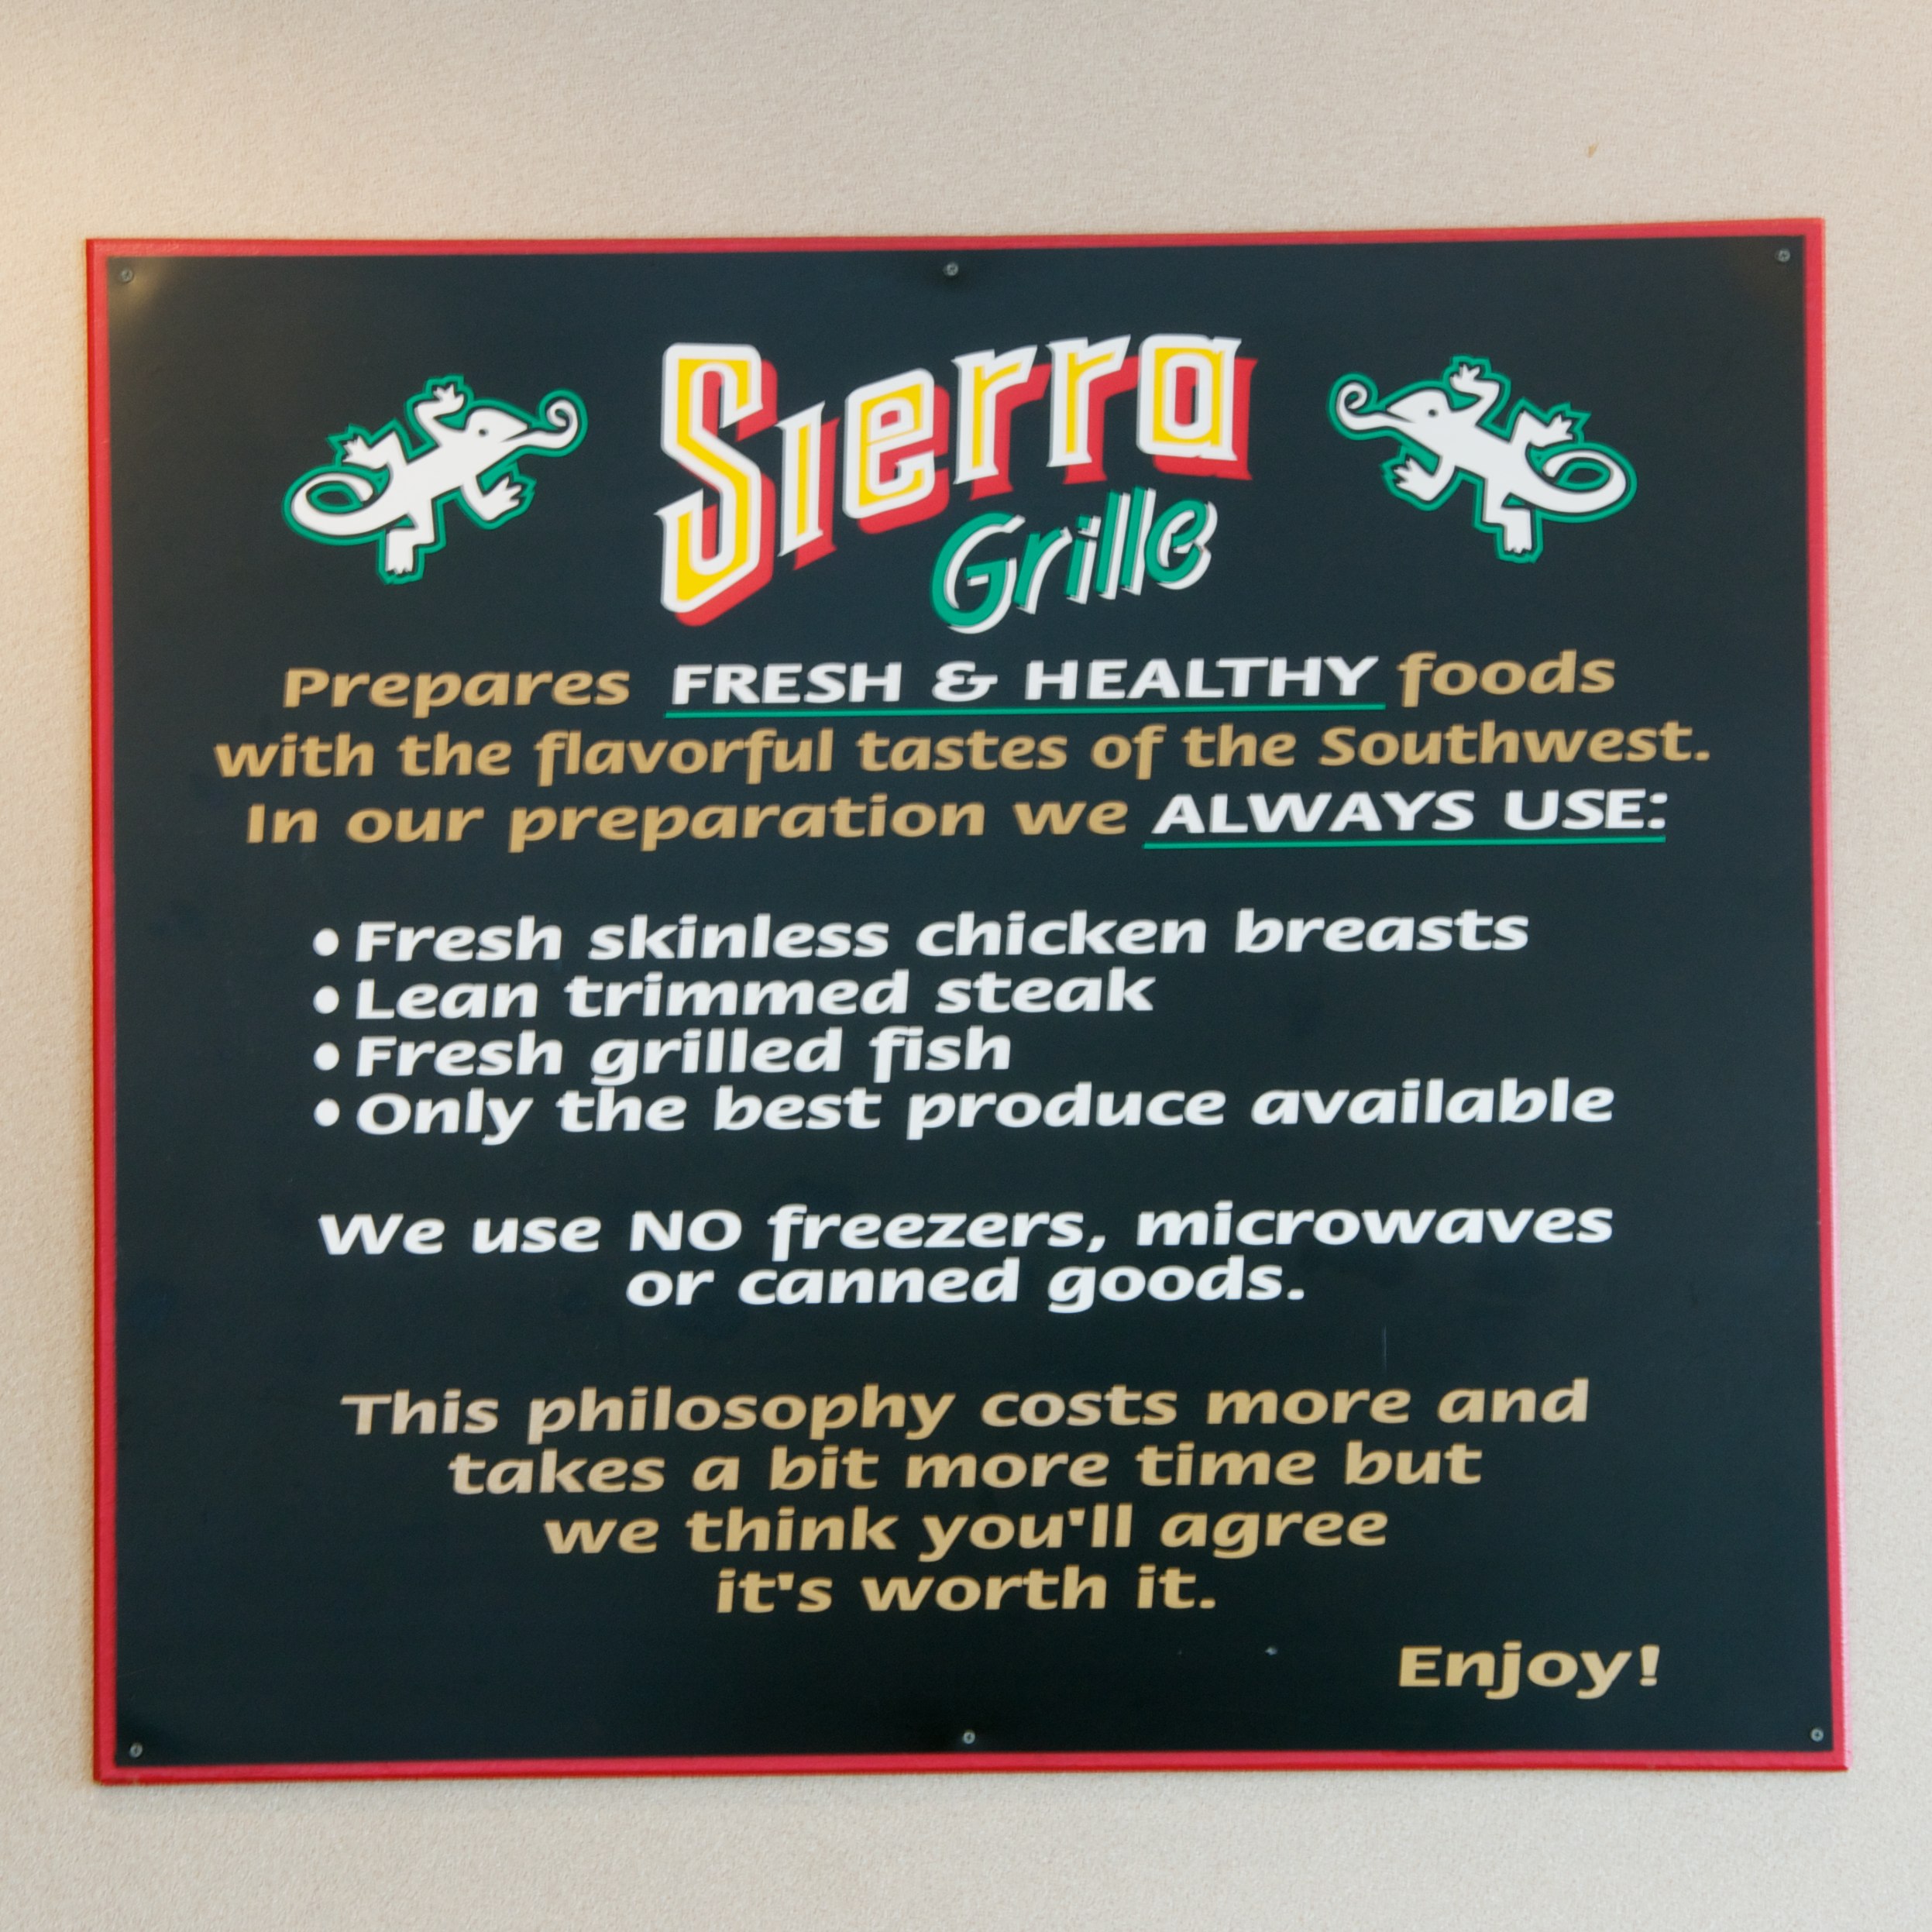 Sierra
Grille
Prepares FRESH & HEALTHY foods
with the flavorful tastes of the Southwest.
In our preparation we ALWAYS USE:
• Fresh skinless chicken breasts
• Lean trimmed steak
• Fresh grilled fish
• Only the best produce available
We use NO freezers, microwaves
or canned goods.
This philosophy costs more and
takes a bit more time but
we think you'll agree
it's worth it.
Enjoy!